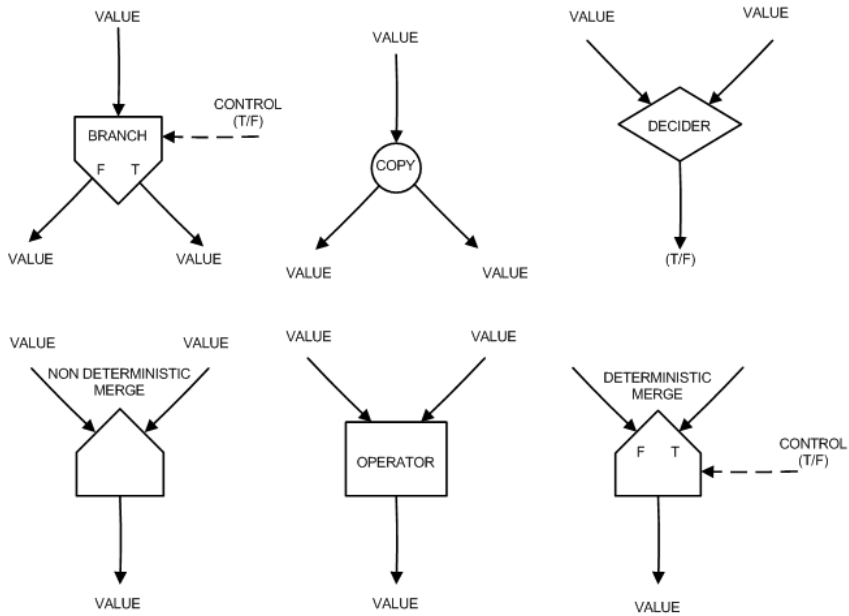 VALUE
CONTROL
(T/F)
BRANCH
F T
VALUE VALUE
VALUE
COPY
VALUE VALUE
VALUE VALUE
DECIDER
(T/F)
VALUE VALUE
NON DETERMINISTIC
MERGE
VALUE
VALUE VALUE
OPERATOR
VALUE
DETERMINISTIC
MERGE
F T
CONTROL
(T/F)
VALUE